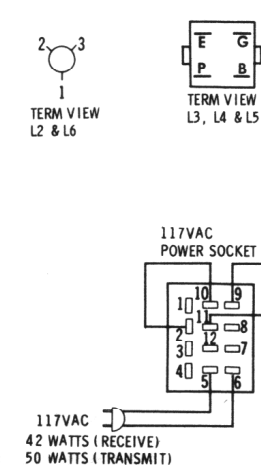 2 3
1
TERM VIEW
L2 & L6
E G
P B
TERM VIEW
L3, L4 & L5
117VAC
POWER SOCKET
10 9
1 11 8
2 12
3 7
4
5 6
117VAC
42 WATTS (RECEIVE)
50 WATTS (TRANSMIT)